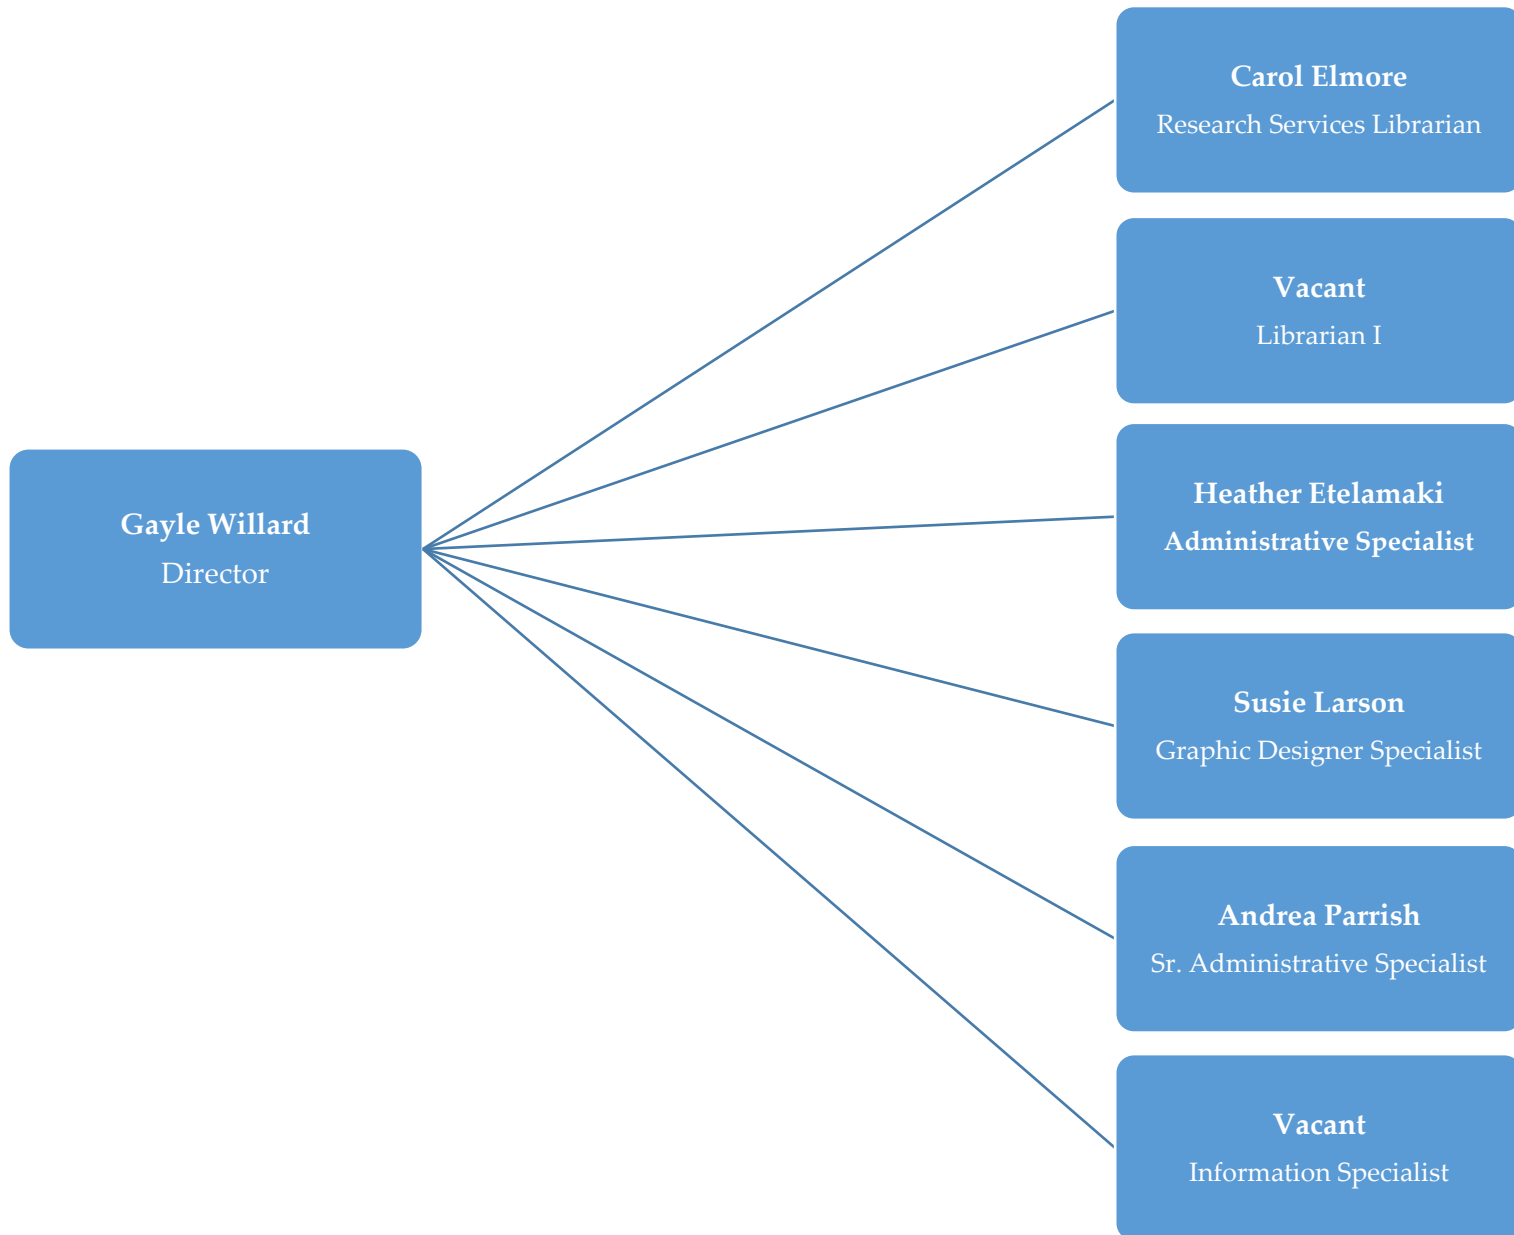 Carol Elmore
Research Services Librarian
Vacant
Librarian I
Heather Etelamaki
Administrative Specialist
Gayle Willard
Director
Susie Larson
Graphic Designer Specialist
Andrea Parrish
Sr. Administrative Specialist
Vacant
Information Specialist